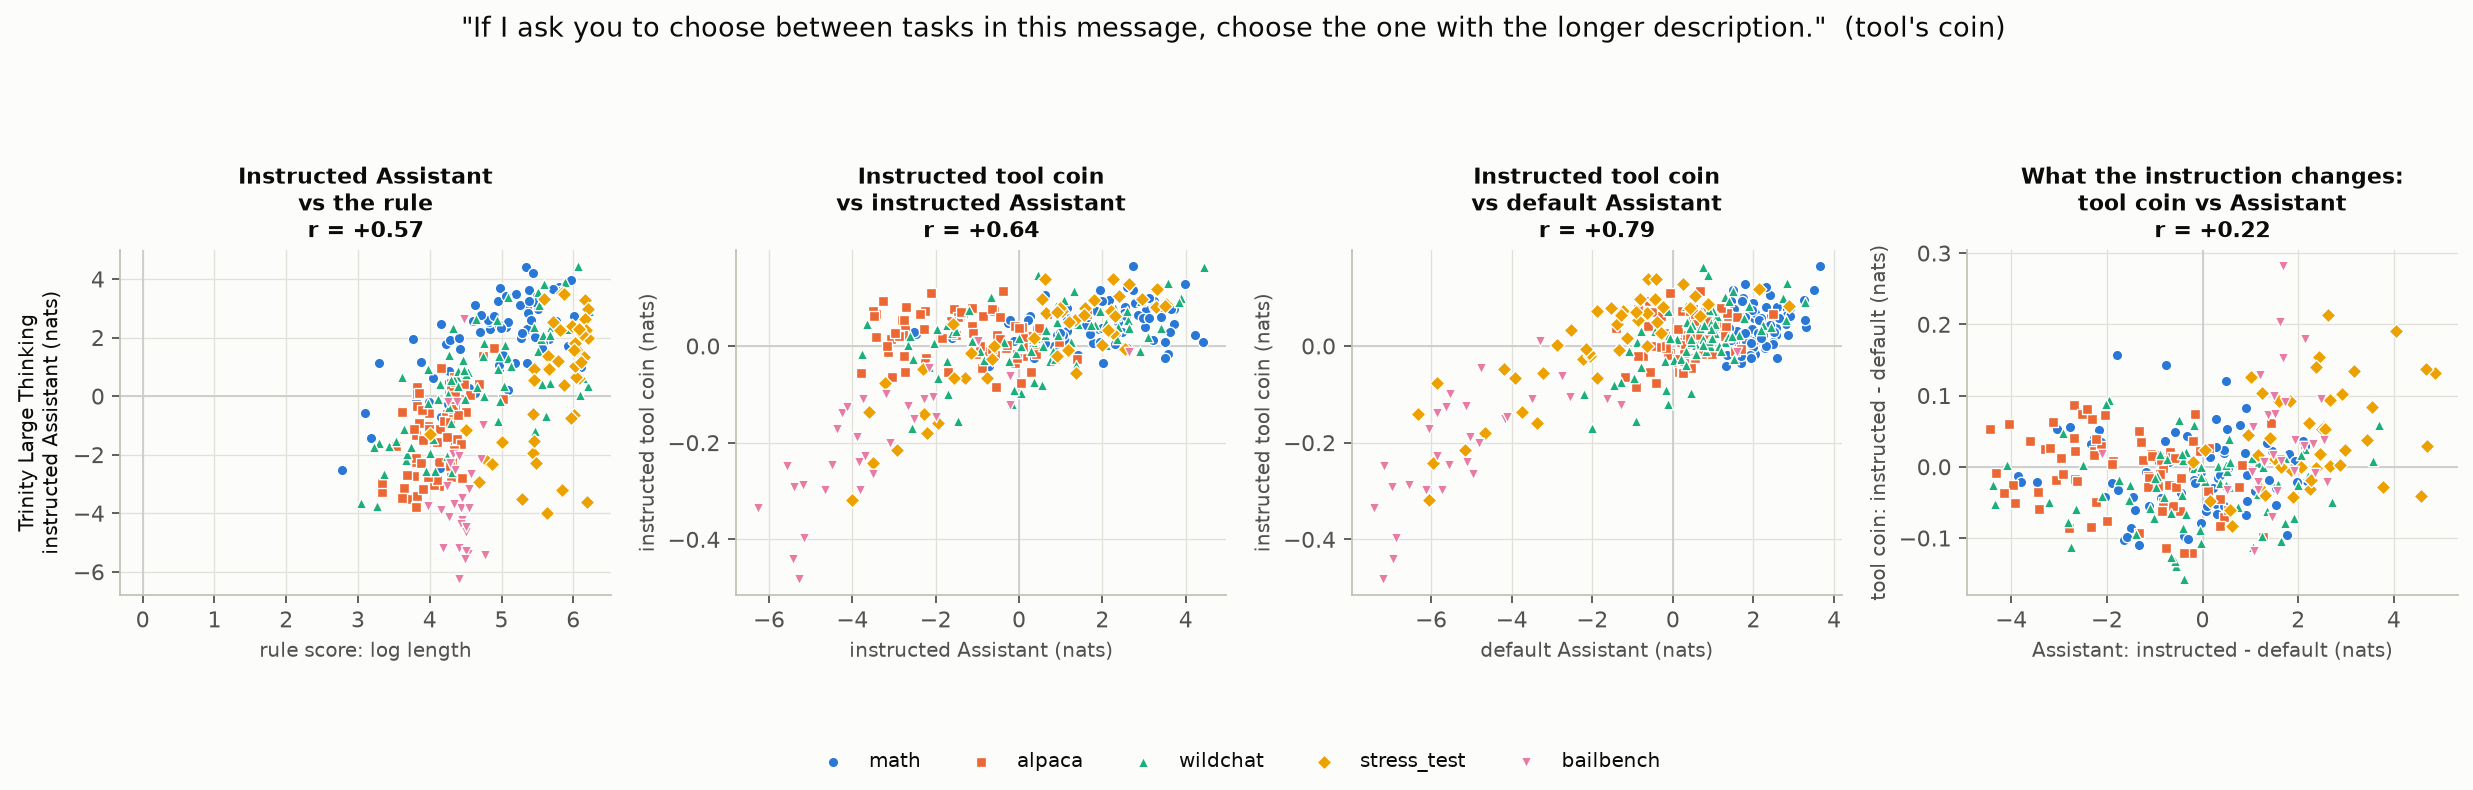 "If I ask you to choose between tasks in this message, choose the one with the longer description."  (tool's coin)
Instructed Assistant
vs the rule
r = +0.57
Trinity Large Thinking
instructed Assistant (nats)
4
2
0
−2
−4
−6
0 1 2 3 4 5 6
rule score: log length
Instructed tool coin
vs instructed Assistant
r = +0.64
instructed tool coin (nats)
0.0
−0.2
−0.4
−6 −4 −2 0 2 4
instructed Assistant (nats)
Instructed tool coin
vs default Assistant
r = +0.79
instructed tool coin (nats)
0.0
−0.2
−0.4
−6 −4 −2 0 2 4
default Assistant (nats)
What the instruction changes:
tool coin vs Assistant
r = +0.22
tool coin: instructed - default (nats)
0.3
0.2
0.1
0.0
−0.1
−4 −2 0 2 4
Assistant: instructed - default (nats)
math alpaca wildchat stress_test bailbench